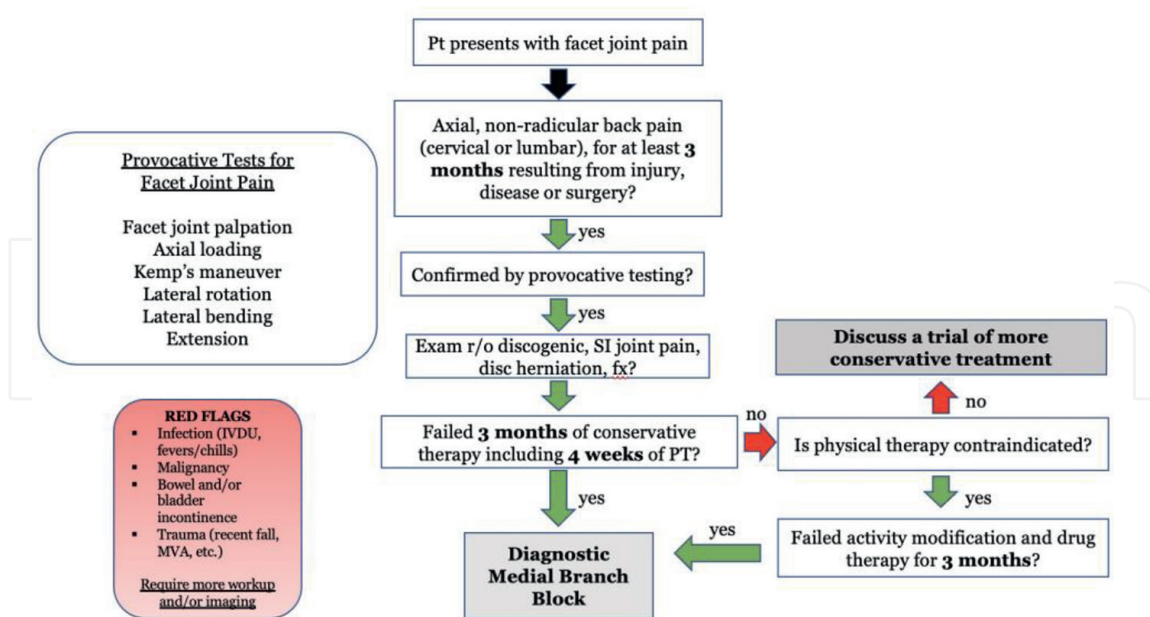 Pt presents with facet joint pain
Axial, non-radicular back pain
(cervical or lumbar), for at least 3
months resulting from injury,
disease or surgery?
yes
Confirmed by provocative testing?
yes
Exam r/o discogenic, SI joint pain,
disc herniation, fx?
Failed 3 months of conservative
therapy including 4 weeks of PT?
no
yes
Is physical therapy contraindicated?
no
Discuss a trial of more
conservative treatment
yes
Failed activity modification and drug
therapy for 3 months?
yes
Diagnostic
Medial Branch
Block
Provocative Tests for
Facet Joint Pain
Facet joint palpation
Axial loading
Kemp's maneuver
Lateral rotation
Lateral bending
Extension
RED FLAGS
▪ Infection (IVDU,
fevers/chills)
▪ Malignancy
▪ Bowel and/or
bladder
incontinence
▪ Trauma (recent fall,
MVA, etc.)
Require more workup
and/or imaging